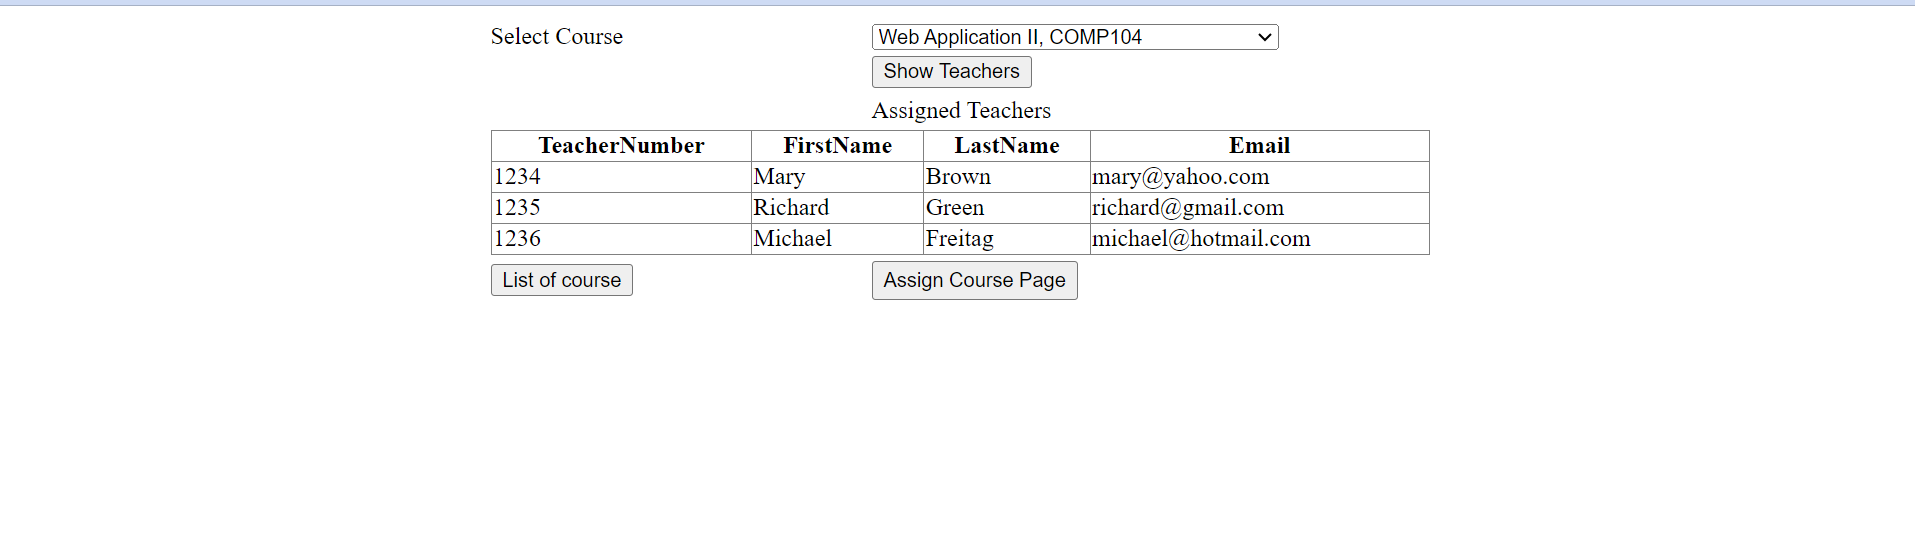 Select Course Web Application II, COMP104
Show Teachers
Assigned Teachers
TeacherNumber FirstName LastName Email
1234 Mary Brown mary@yahoo.com
1235 Richard Green richard@gmail.com
1236 Michael Freitag michael@hotmail.com
List of course Assign Course Page